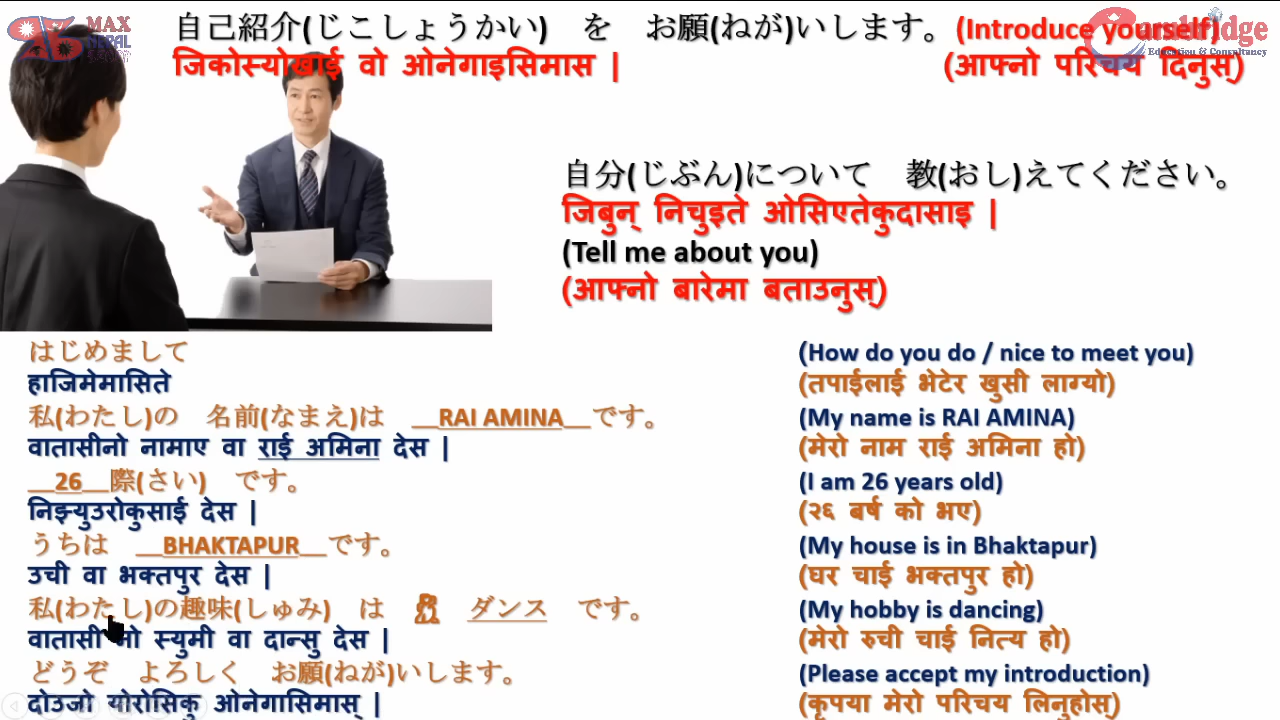 MAX NEPAL
Cambridge
Education & Consultancy
自己紹介(じこしょうかい) を お願(ねが)いします。(Introduce yourself)
जिकोस्योखाई वो ओनेगाइसिमास | (आफ्नो परिचय दिनुस्)
自分(じぶん)について 教(おし)えてください。
जिबुन् निचुइते ओसिएतेकुदासाइ |
(Tell me about you)
(आफ्नो बारेमा बताउनुस्)
はじめまして (How do you do / nice to meet you)
हाजिमेमासिते (तपाईलाई भेटेर खुसी लाग्यो)
私(わたし)の 名前(なまえ)は __RAI AMINA__です。 (My name is RAI AMINA)
वातासीनो नामाए वा राई अमिना देस | (मेरो नाम राई अमिना हो)
__26__際(さい) です。 (I am 26 years old)
निझ्युउरोकुसाई देस | (२६ बर्ष को भए)
うちは __BHAKTAPUR__です。 (My house is in Bhaktapur)
उची वा भक्तपुर देस | (घर चाई भक्तपुर हो)
私(わたし)の趣味(しゅみ) は ダンス です。 (My hobby is dancing)
वातासी नो स्युमी वा दान्सु देस | (मेरो रुची चाई नित्य हो)
どうぞ よろしく お願(ねが)いします。 (Please accept my introduction)
दोउजो योरोसिकु ओनेगासिमास् | (कृपया मेरो परिचय लिनुहोस्)